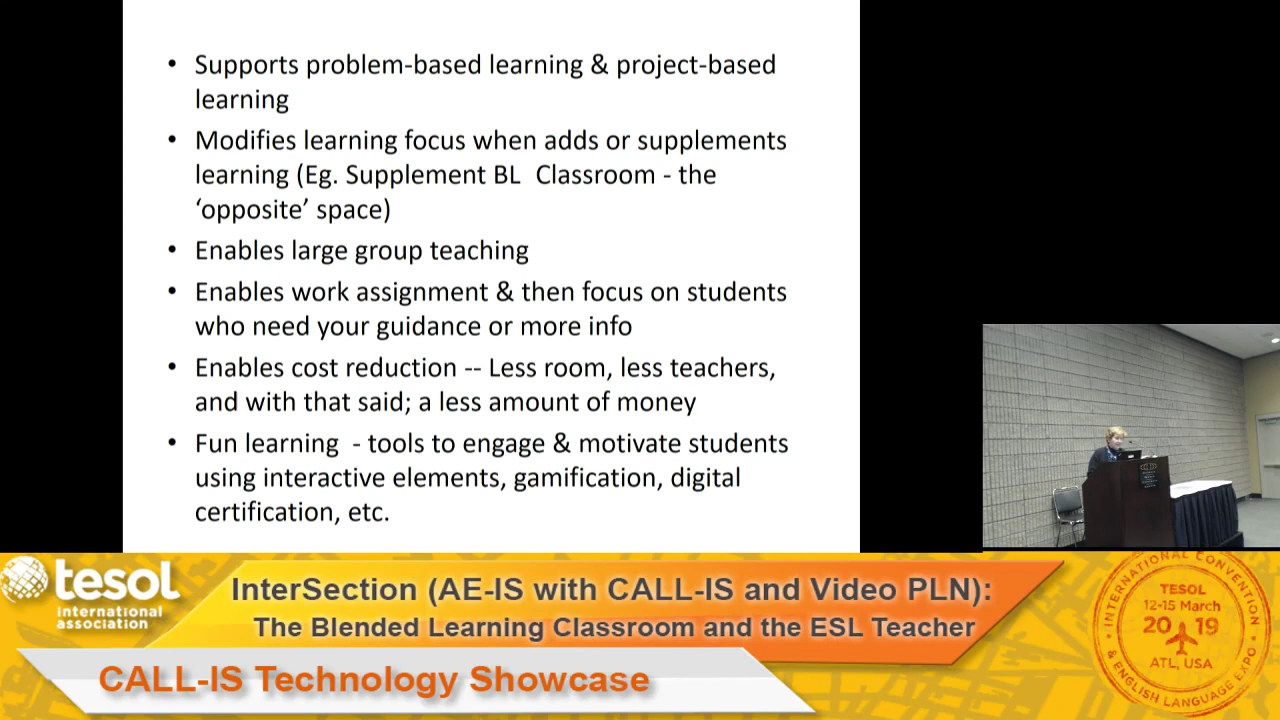 • Supports problem-based learning & project-based
learning
• Modifies learning focus when adds or supplements
learning (Eg. Supplement BL  Classroom - the
‘opposite’ space)
• Enables large group teaching
• Enables work assignment & then focus on students
who need your guidance or more info
• Enables cost reduction -- Less room, less teachers,
and with that said; a less amount of money
• Fun learning  - tools to engage & motivate students
using interactive elements, gamification, digital
certification, etc.
tesol
international
association
InterSection (AE-IS with CALL-IS and Video PLN):
The Blended Learning Classroom and the ESL Teacher
CALL-IS Technology Showcase
INTERNATIONAL CONVENTION
TESOL
12-15 March
20 19
ATL, USA
& ENGLISH LANGUAGE EXPO